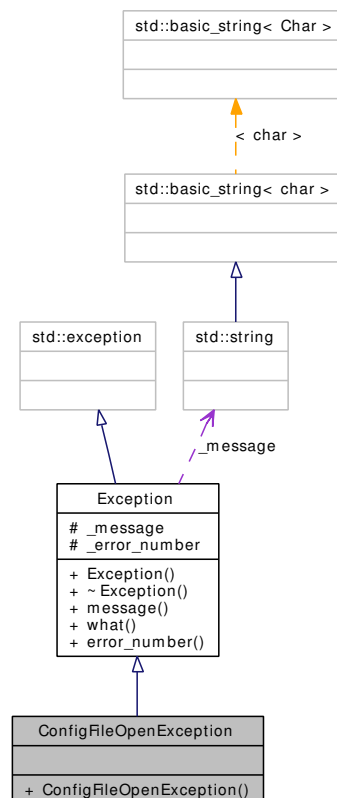 std::basic_string< Char >
< char >
std::basic_string< char >
std::exception
std::string
_message
Exception
# _message
# _error_number
+ Exception()
+ ~Exception()
+ message()
+ what()
+ error_number()
ConfigFileOpenException
+ ConfigFileOpenException()